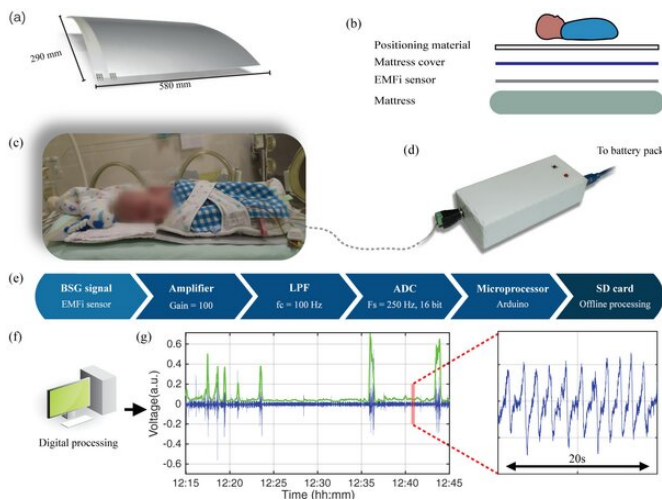 (a)
290 mm
580 mm
(b)
Positioning material
Mattress cover
EMFi sensor
Mattress
(c)
(d)
To battery pack
(e)
BSG signal
EMFi sensor
Amplifier
Gain = 100
LPF
fc = 100 Hz
ADC
Fs = 250 Hz, 16 bit
Microprocessor
Arduino
SD card
Offline processing
(f)
Digital processing
(g)
Voltage(a.u.)
0.6
0.4
0.2
0
-0.2
-0.4
-0.6
12:15
12:20
12:25
12:30
12:35
12:40
12:45
Time (hh:mm)
20s